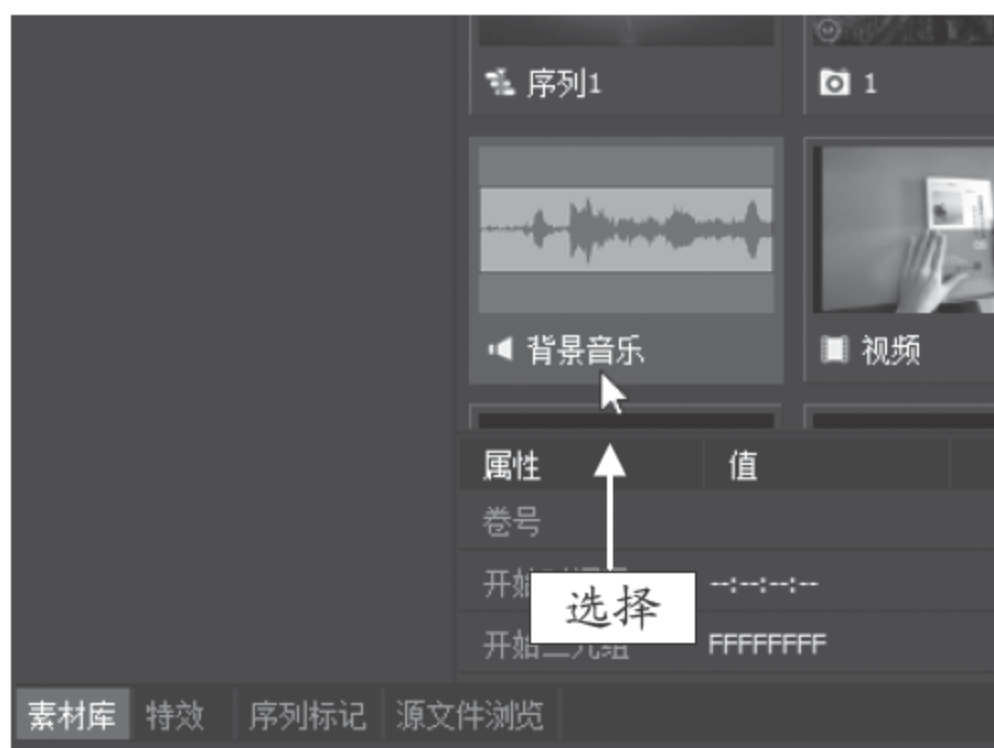 序列1
1
背景音乐
视频
属性
值
卷号
--:--:--:--
选择
FFFFFFFF
素材库
特效
序列标记
源文件浏览